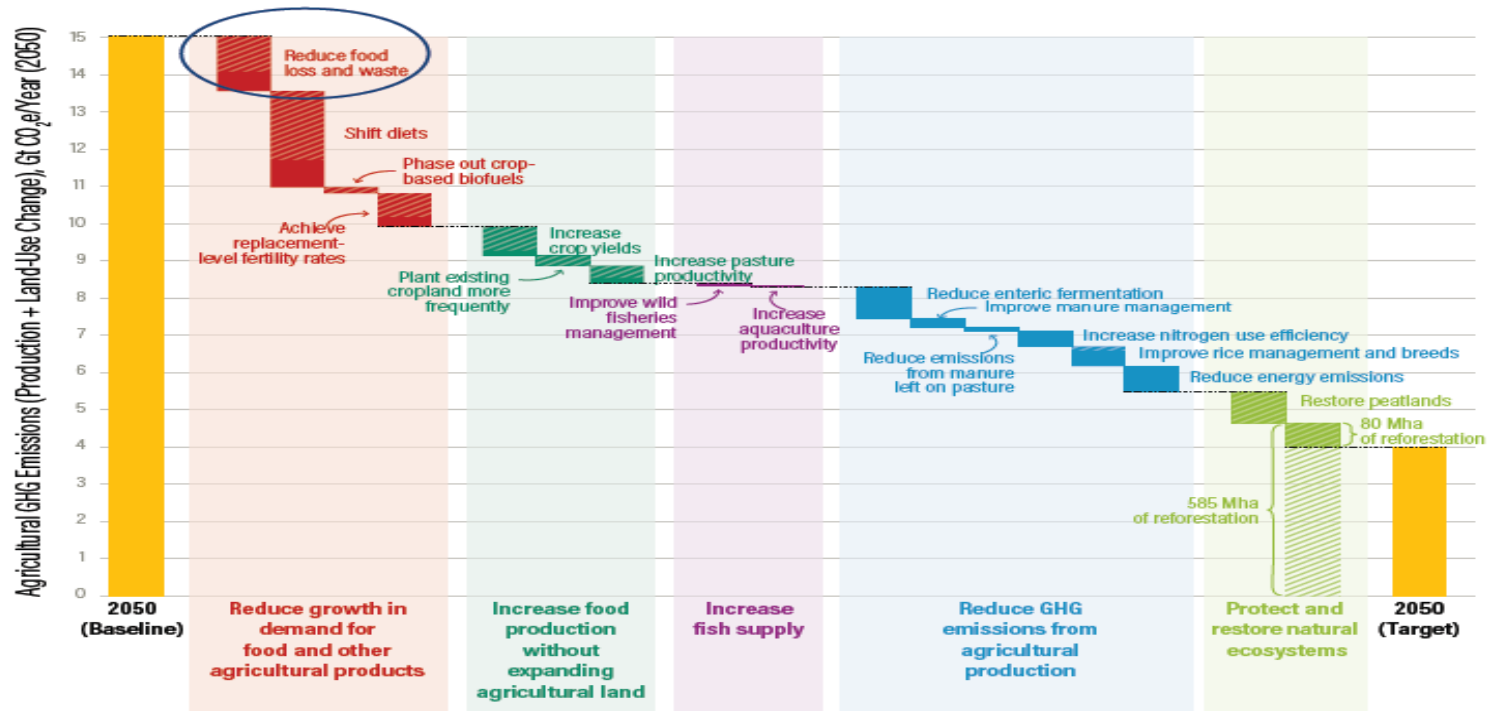 Agricultural GHG Emissions (Production + Land-Use Change), Gt CO₂e/Year (2050)
15
14
13
12
11
10
9
8
7
6
5
4
3
2
1
0
Reduce food
loss and waste
Shift diets
Phase out crop-
based biofuels
Achieve
replacement-
level fertility rates
Increase
crop yields
Plant existing
cropland more
frequently
Increase pasture
productivity
Improve wild
fisheries
management
Increase
aquaculture
productivity
Reduce enteric fermentation
Improve manure management
Reduce emissions
from manure
left on pasture
Increase nitrogen use efficiency
Improve rice management and breeds
Reduce energy emissions
Restore peatlands
80 Mha
of reforestation
585 Mha
of reforestation
2050
(Baseline)
Reduce growth in
demand for
food and other
agricultural products
Increase food
production
without
expanding
agricultural land
Increase
fish supply
Reduce GHG
emissions from
agricultural
production
Protect and
restore natural
ecosystems
2050
(Target)